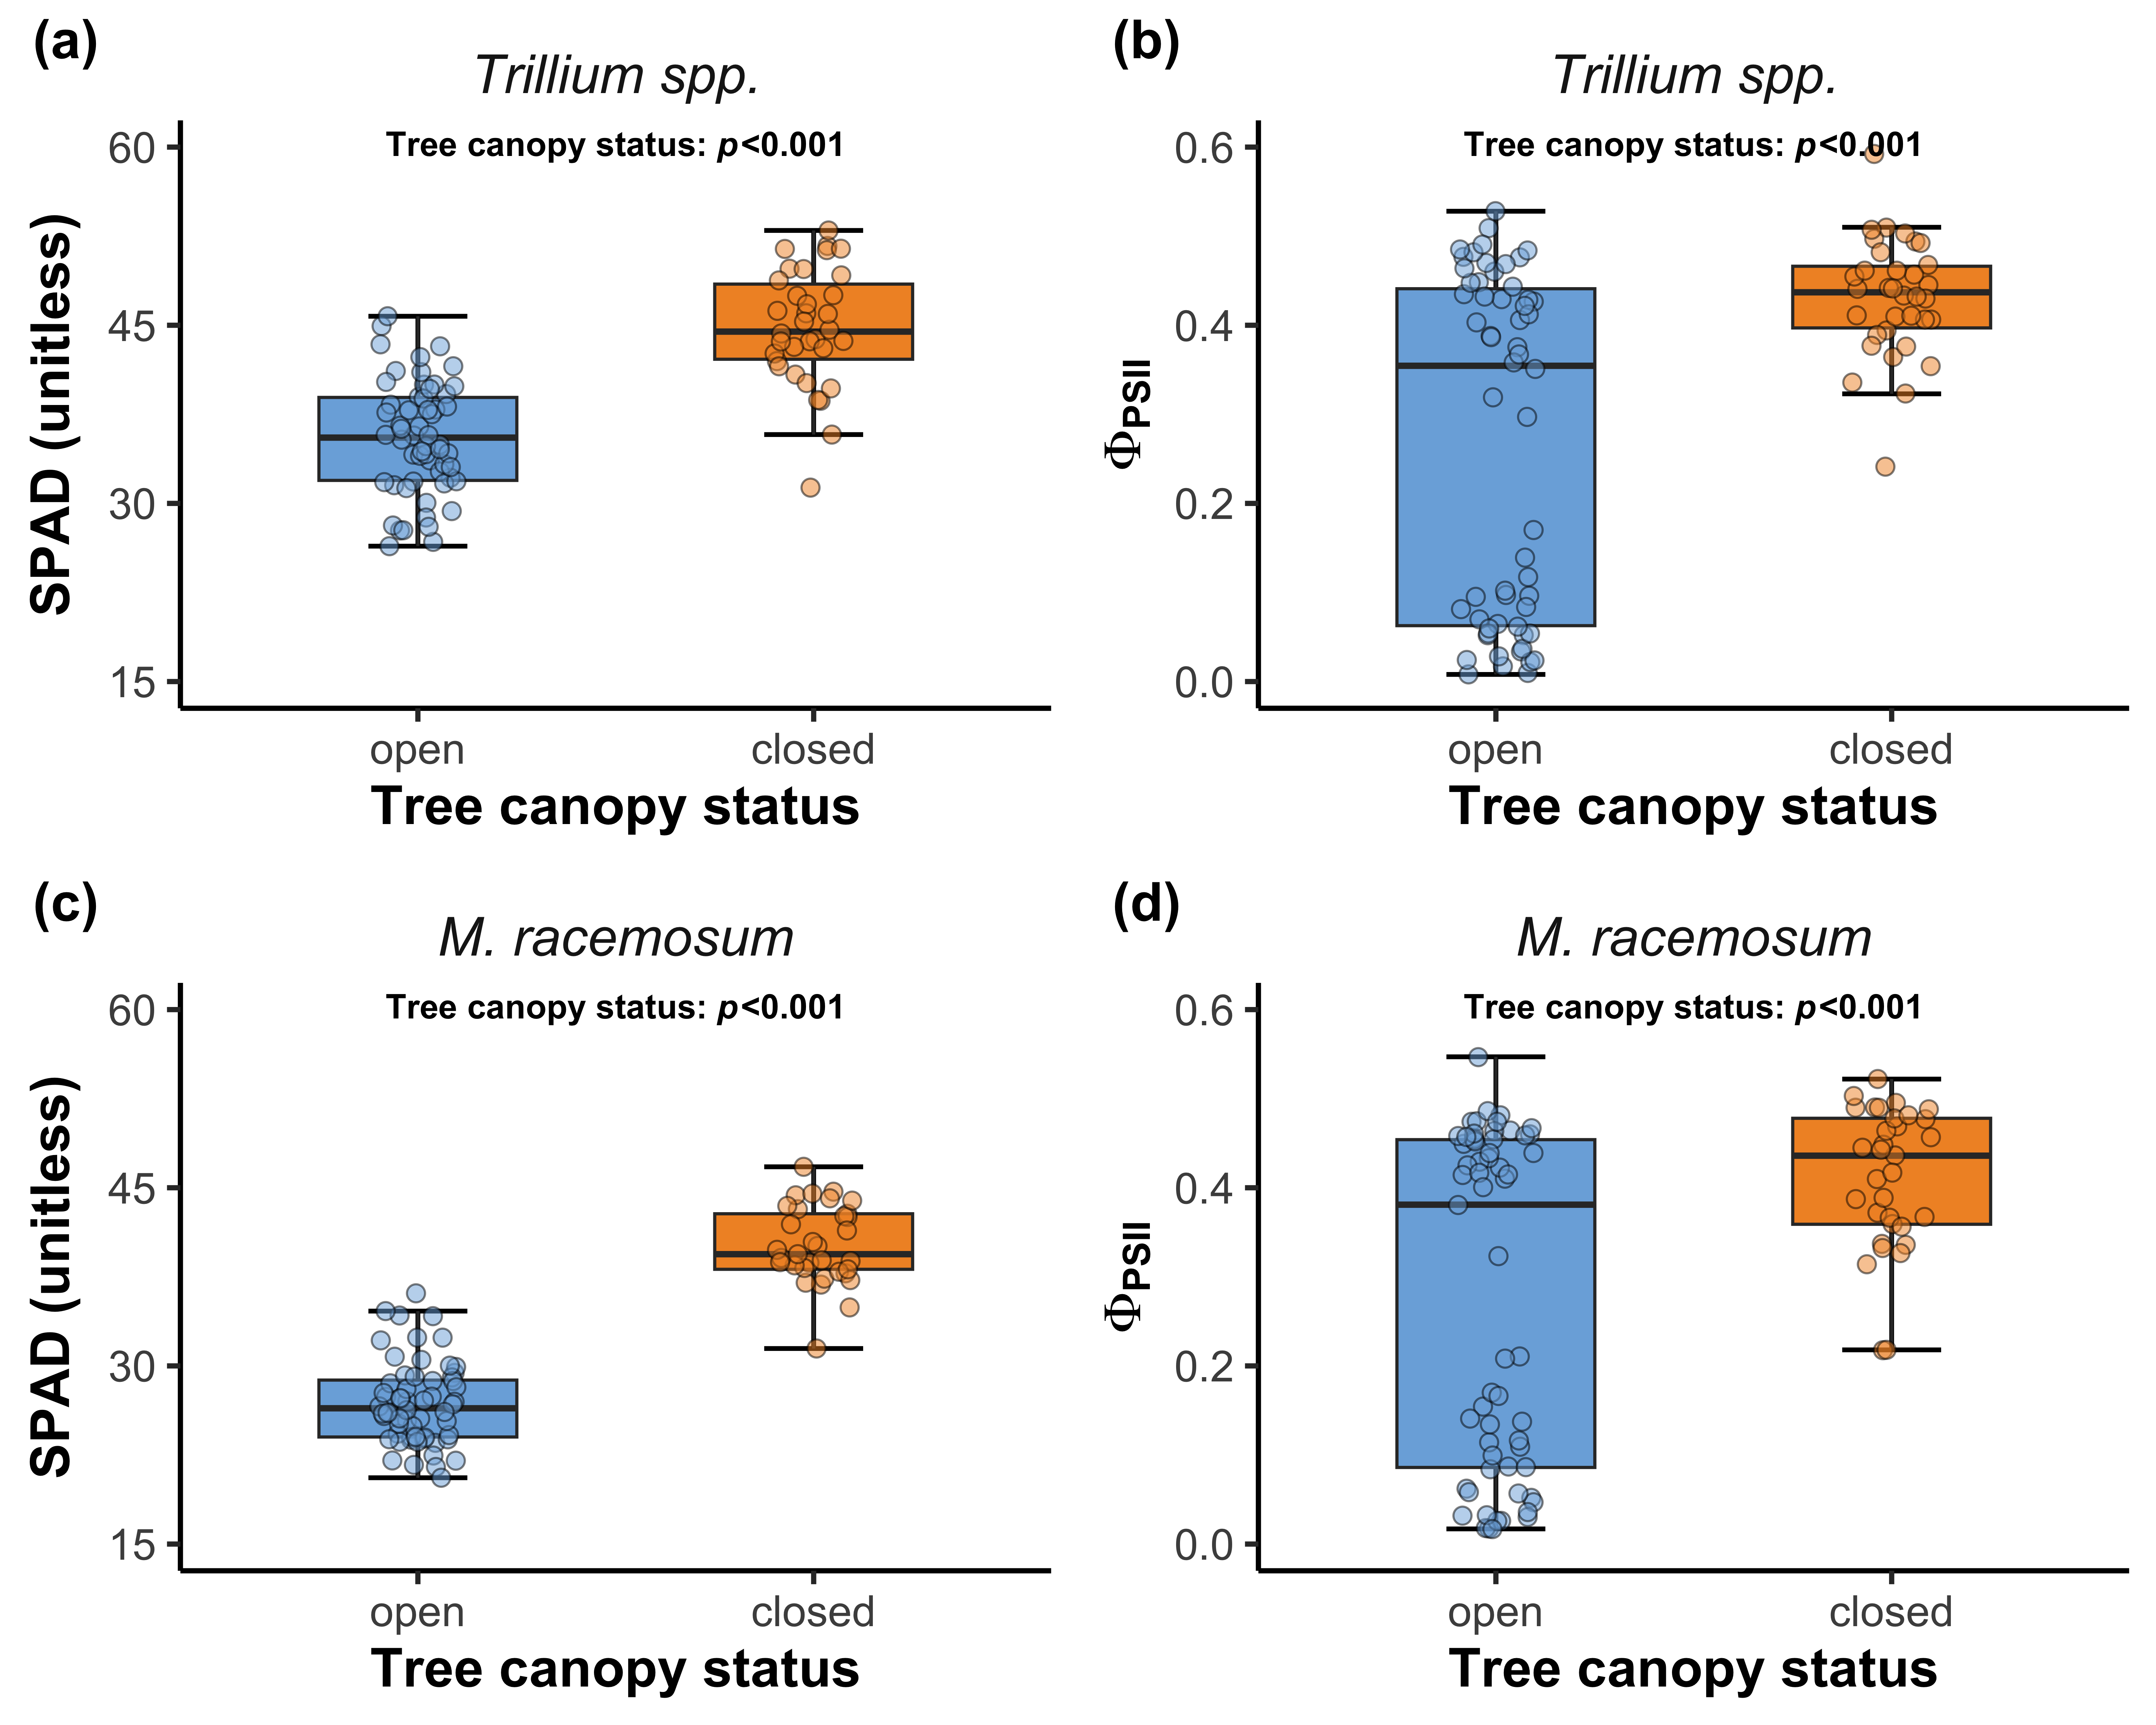 (a)
Trillium spp.
Tree canopy status: p<0.001
60
45
30
15
SPAD (unitless)
open closed
Tree canopy status
(b)
Trillium spp.
Tree canopy status: p<0.001
0.6
0.4
0.2
0.0
ΦPSII
open closed
Tree canopy status
(c)
M. racemosum
Tree canopy status: p<0.001
60
45
30
15
SPAD (unitless)
open closed
Tree canopy status
(d)
M. racemosum
Tree canopy status: p<0.001
0.6
0.4
0.2
0.0
ΦPSII
open closed
Tree canopy status